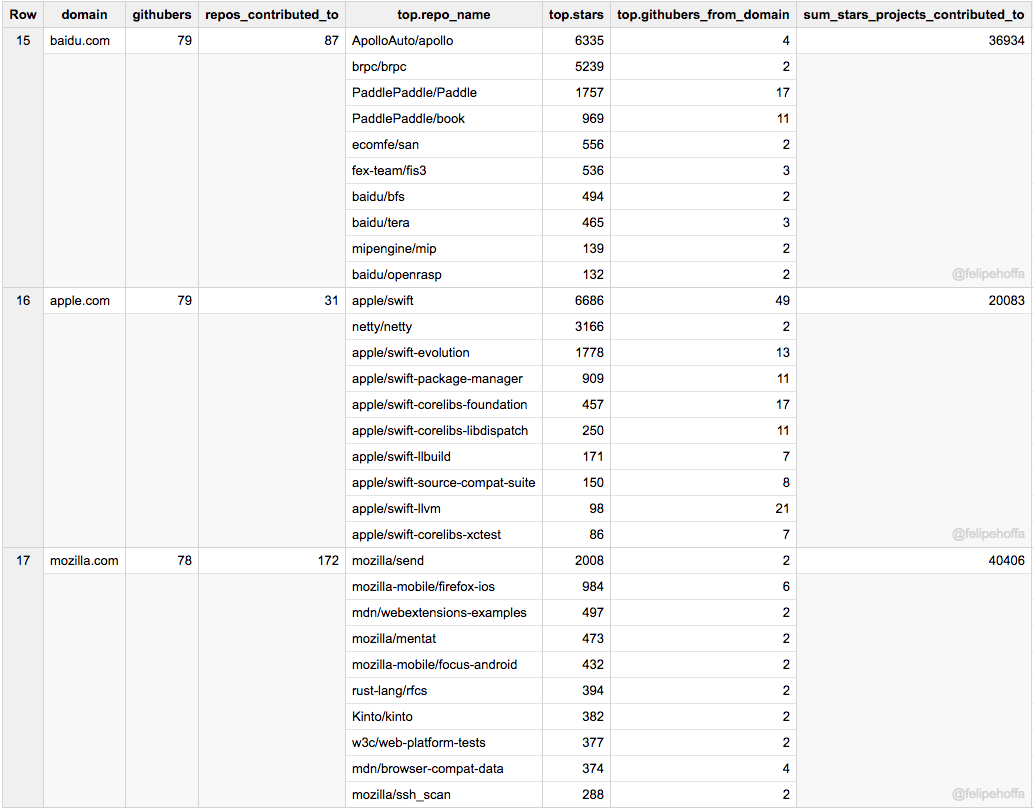 Row domain githubers repos_contributed_to top.repo_name top.stars top.githubers_from_domain sum_stars_projects_contributed_to
15 baidu.com 79 87 ApolloAuto/apollo 6335 4 36934
brpc/brpc 5239 2
PaddlePaddle/Paddle 1757 17
PaddlePaddle/book 969 11
ecomfe/san 556 2
fex-team/fis3 536 3
baidu/bfs 494 2
baidu/tera 465 3
mipengine/mip 139 2
baidu/openrasp 132 2 @felipehoffa
16 apple.com 79 31 apple/swift 6686 49 20083
netty/netty 3166 2
apple/swift-evolution 1778 13
apple/swift-package-manager 909 11
apple/swift-corelibs-foundation 457 17
apple/swift-corelibs-libdispatch 250 11
apple/swift-llbuild 171 7
apple/swift-source-compat-suite 150 8
apple/swift-llvm 98 21
apple/swift-corelibs-xctest 86 7 @felipehoffa
17 mozilla.com 78 172 mozilla/send 2008 2 40406
mozilla-mobile/firefox-ios 984 6
mdn/webextensions-examples 497 2
mozilla/mentat 473 2
mozilla-mobile/focus-android 432 2
rust-lang/rfcs 394 2
Kinto/kinto 382 2
w3c/web-platform-tests 377 2
mdn/browser-compat-data 374 4
mozilla/ssh_scan 288 2 @felipehoffa